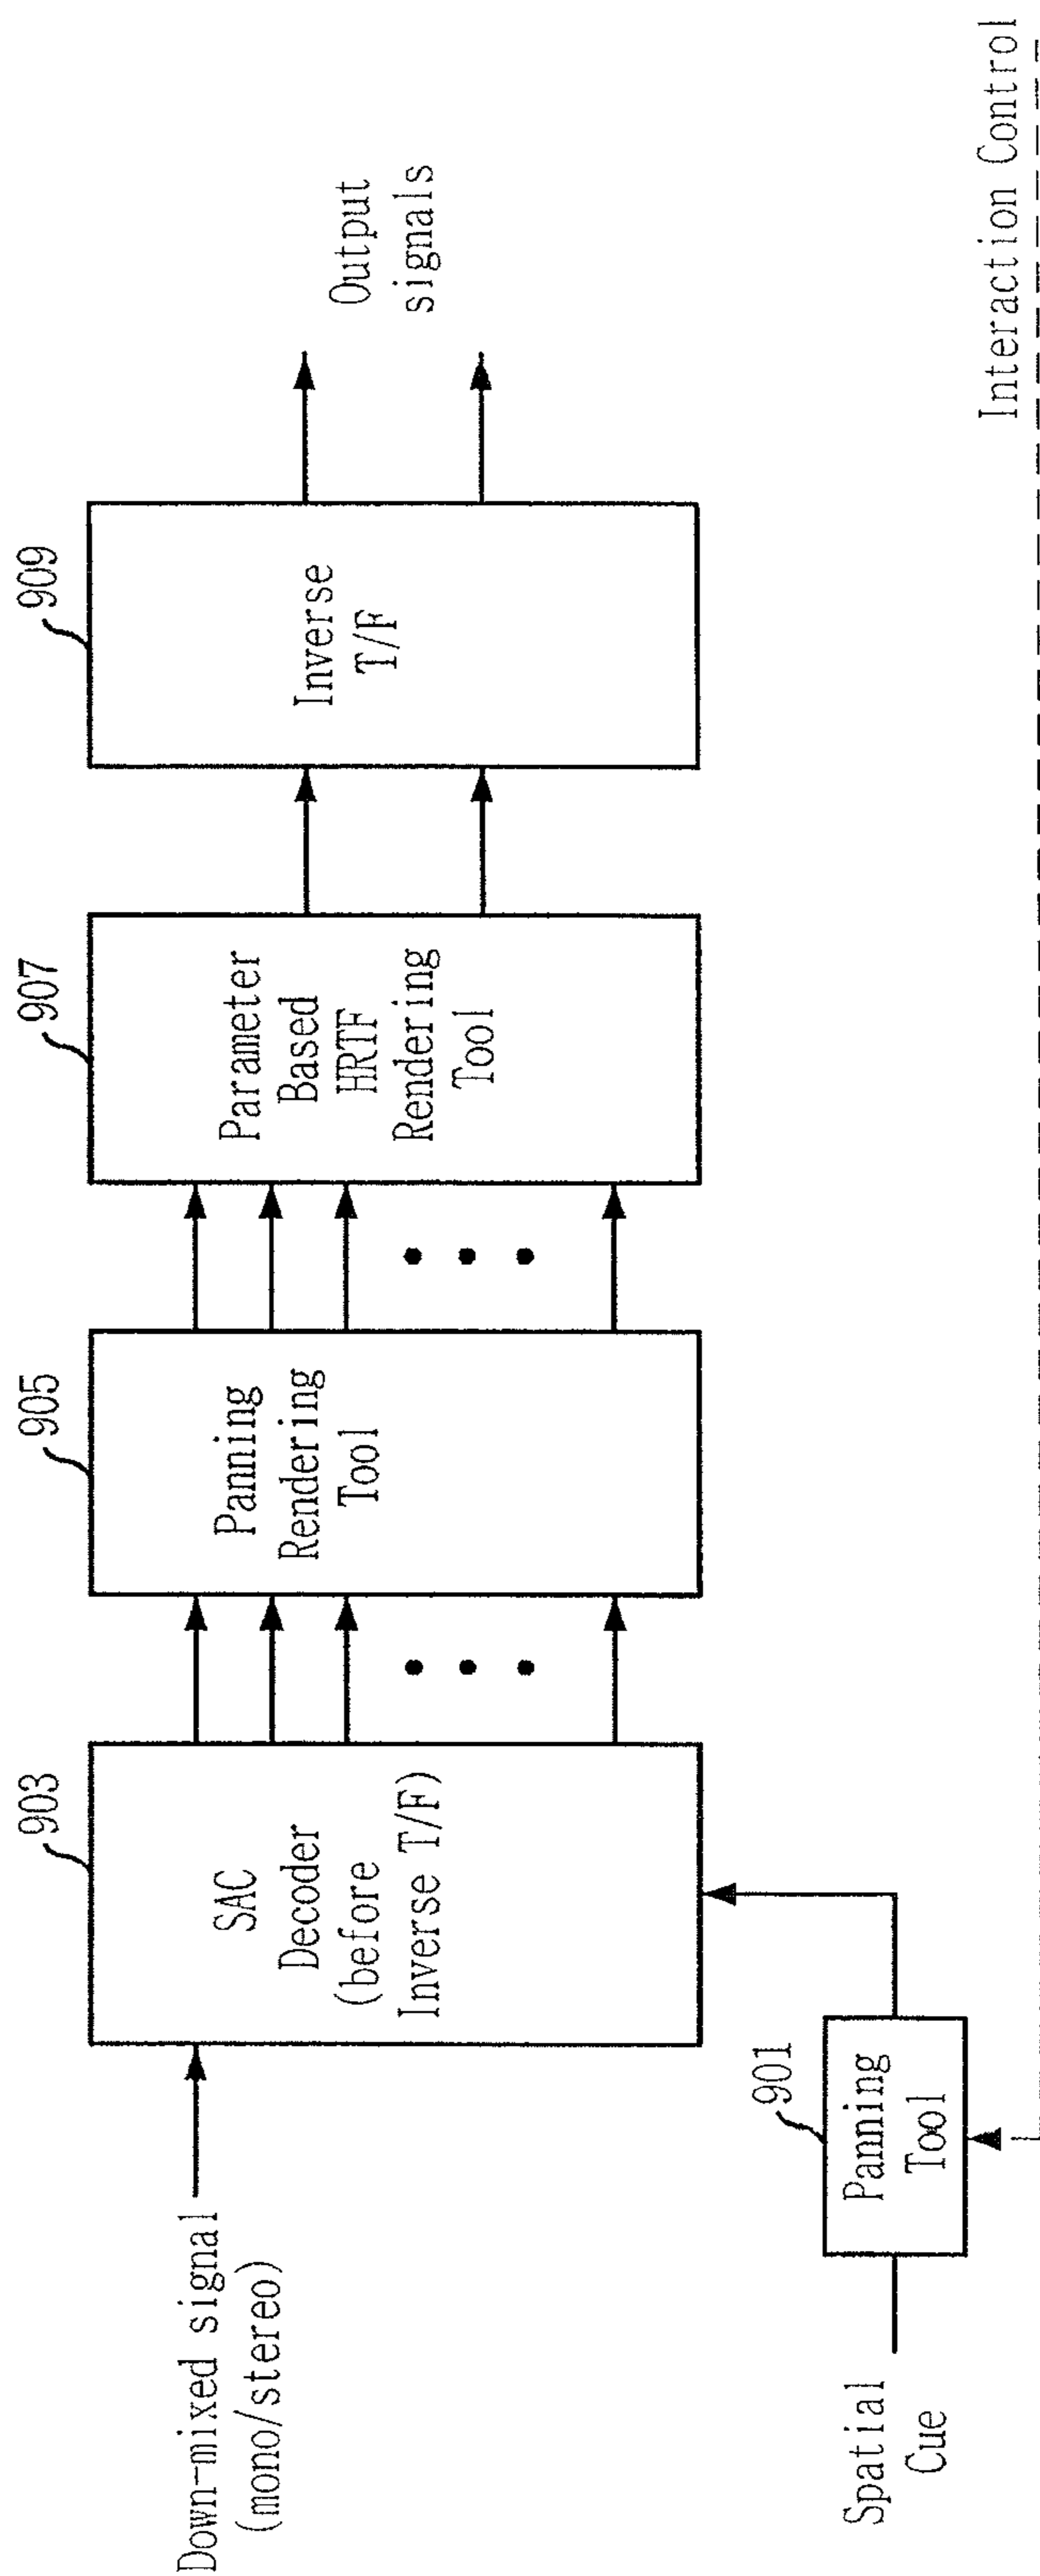 Down-mixed signal
(mono/stereo)
903
SAC
Decoder
(before
Inverse T/F)
905
Panning
Rendering
Tool
907
Parameter
Based
HRTF
Rendering
Tool
909
Inverse
T/F
Output
signals
Spatial
Cue
901
Panning
Tool
Interaction Control